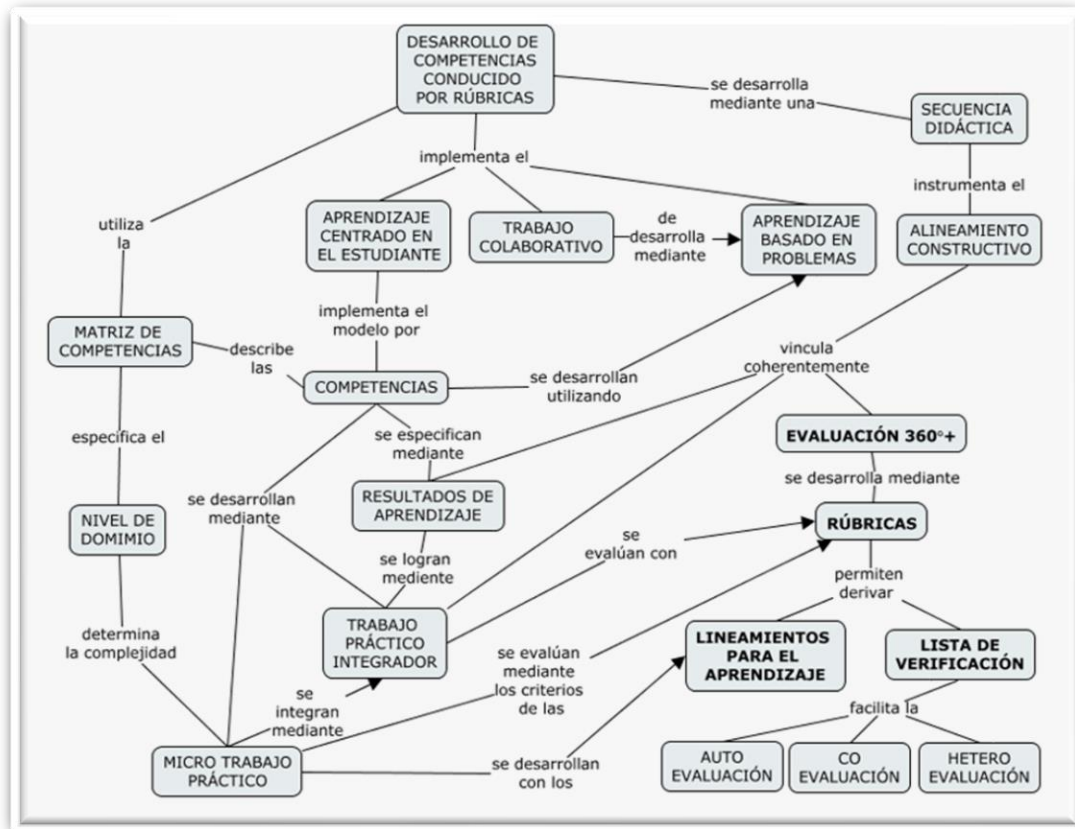 DESARROLLO DE
COMPETENCIAS
CONDUCIDO
POR RÚBRICAS
se desarrolla
mediante una
SECUENCIA
DIDÁCTICA
implementa el
instrumenta el
utiliza
la
APRENDIZAJE
CENTRADO EN
EL ESTUDIANTE
TRABAJO
COLABORATIVO
de
desarrolla
mediante
APRENDIZAJE
BASADO EN
PROBLEMAS
ALINEAMIENTO
CONSTRUCTIVO
implementa el
modelo por
MATRIZ DE
COMPETENCIAS
describe
las
vincula
coherentemente
COMPETENCIAS
se desarrollan
utilizando
especifica el
se especifican
mediante
EVALUACIÓN 360°+
se desarrolla mediante
se desarrollan
mediante
RESULTADOS DE
APRENDIZAJE
NIVEL DE
DOMIMIO
RÚBRICAS
se
evalúan con
se logran
mediente
permiten
derivar
determina
la complejidad
TRABAJO
PRÁCTICO
INTEGRADOR
se evalúan
mediante
los criterios
de las
LINEAMIENTOS
PARA EL
APRENDIZAJE
LISTA DE
VERIFICACIÓN
se
integran
mediante
facilita la
MICRO TRABAJO
PRÁCTICO
se desarrollan
con los
AUTO
EVALUACIÓN
CO
EVALUACIÓN
HETERO
EVALUACIÓN